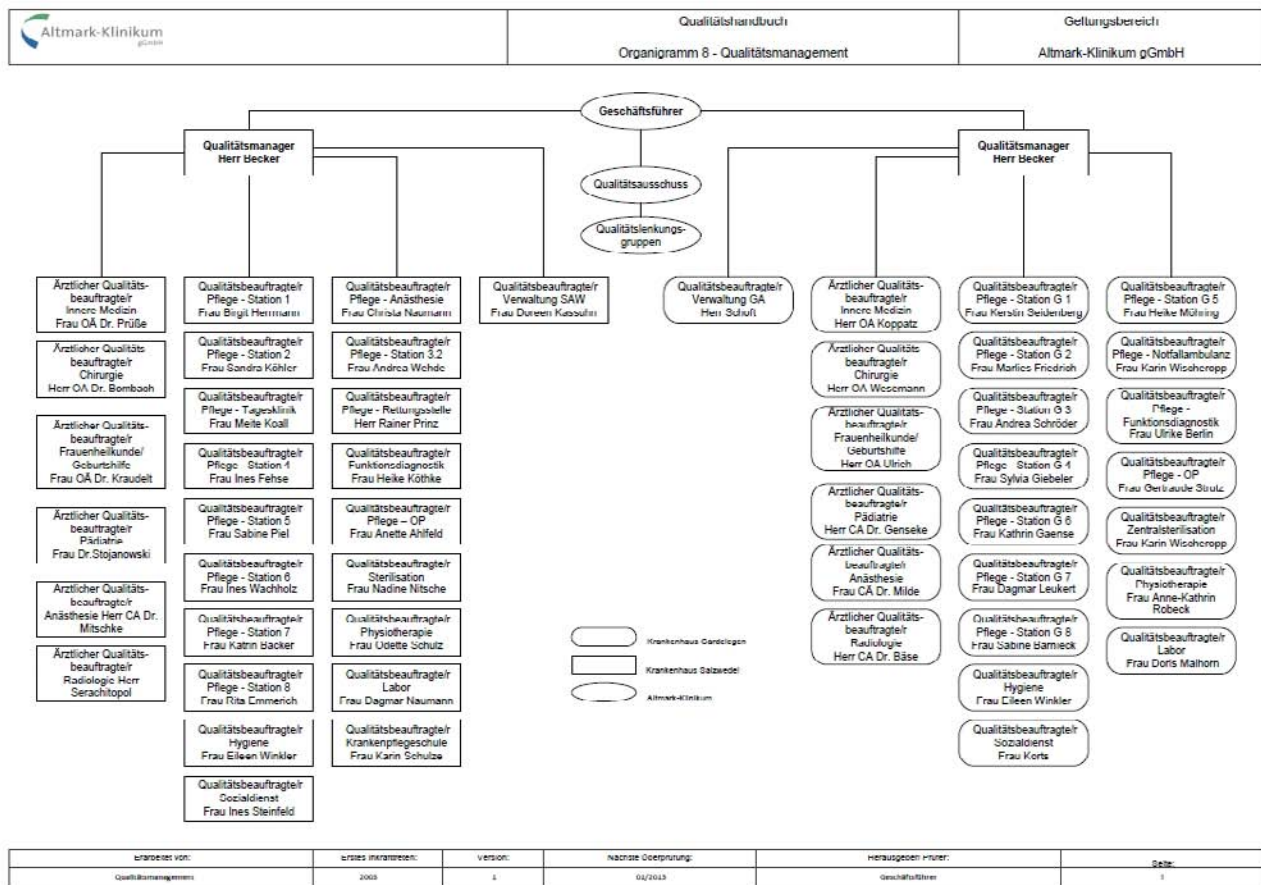 Altmark-Klinikum
gGmbH
Qualitätshandbuch
Organigramm 8 - Qualitätsmanagement
Geltungsbereich
Altmark-Klinikum gGmbH
Geschäftsführer
Qualitätsmanager
Herr Becker
Qualitätsausschuss
Qualitätslenkungs-
gruppen
Qualitätsmanager
Herr Becker
Ärztlicher Qualitäts-
beauftragte/r
Innere Medizin
Frau OÄ Dr. Prüße
Ärztlicher Qualitäts
beauftragte/r
Chirurgie
Herr OA Dr. Bombach
Ärztlicher Qualitäts-
beauftragte/r
Frauenheilkunde/
Geburtshilfe
Frau OÄ Dr. Kraudelt
Ärztlicher Qualitäts-
beauftragte/r
Pädiatrie
Frau Dr.Stojanowski
Ärztlicher Qualitäts-
beauftragte/r
Anästhesie Herr CA Dr.
Mitschke
Ärztlicher Qualitäts-
beauftragte/r
Radiologie Herr
Serachitopol
Qualitätsbeauftragte/r
Pflege - Station 1
Frau Birgit Herrmann
Qualitätsbeauftragte/r
Pflege - Station 2
Frau Sandra Köhler
Qualitätsbeauftragte/r
Pflege - Tagesklinik
Frau Meite Koall
Qualitätsbeauftragte/r
Pflege - Station 4
Frau Ines Fehse
Qualitätsbeauftragte/r
Pflege - Station 5
Frau Sabine Piel
Qualitätsbeauftragte/r
Pflege - Station 6
Frau Ines Wachholz
Qualitätsbeauftragte/r
Pflege - Station 7
Frau Katrin Bäcker
Qualitätsbeauftragte/r
Pflege - Station 8
Frau Rita Emmerich
Qualitätsbeauftragte/r
Hygiene
Frau Eileen Winkler
Qualitätsbeauftragte/r
Sozialdienst
Frau Ines Steinfeld
Qualitätsbeauftragte/r
Pflege - Anästhesie
Frau Christa Naumann
Qualitätsbeauftragte/r
Pflege - Station 3.2
Frau Andrea Wehde
Qualitätsbeauftragte/r
Pflege - Rettungsstelle
Herr Rainer Prinz
Qualitätsbeauftragte/r
Funktionsdiagnostik
Frau Heike Köthke
Qualitätsbeauftragte/r
Pflege – OP
Frau Anette Ahlfeld
Qualitätsbeauftragte/r
Sterilisation
Frau Nadine Nitsche
Qualitätsbeauftragte/r
Physiotherapie
Frau Odette Schulz
Qualitätsbeauftragte/r
Labor
Frau Dagmar Naumann
Qualitätsbeauftragte/r
Krankenpflegeschule
Frau Karin Schulze
Qualitätsbeauftragte/r
Verwaltung SAW
Frau Doreen Kassuhn
Qualitätsbeauftragte/r
Verwaltung GA
Herr Schoft
Ärztlicher Qualitäts-
beauftragte/r
Innere Medizin
Herr OA Koppatz
Ärztlicher Qualitäts
beauftragte/r
Chirurgie
Herr OA Wesemann
Ärztlicher Qualitäts-
beauftragte/r
Frauenheilkunde/
Geburtshilfe
Herr OA Ulrich
Ärztlicher Qualitäts-
beauftragte/r
Pädiatrie
Herr CA Dr. Genseke
Ärztlicher Qualitäts-
beauftragte/r
Anästhesie
Frau CÄ Dr. Milde
Ärztlicher Qualitäts-
beauftragte/r
Radiologie
Herr CA Dr. Bäse
Qualitätsbeauftragte/r
Pflege - Station G 1
Frau Kerstin Seidenberg
Qualitätsbeauftragte/r
Pflege - Station G 2
Frau Marlies Friedrich
Qualitätsbeauftragte/r
Pflege - Station G 3
Frau Andrea Schröder
Qualitätsbeauftragte/r
Pflege - Station G 4
Frau Sylvia Giebeler
Qualitätsbeauftragte/r
Pflege - Station G 6
Frau Kathrin Gaense
Qualitätsbeauftragte/r
Pflege - Station G 7
Frau Dagmar Leukert
Qualitätsbeauftragte/r
Pflege - Station G 8
Frau Sabine Barnieck
Qualitätsbeauftragte/r
Hygiene
Frau Eileen Winkler
Qualitätsbeauftragte/r
Sozialdienst
Frau Korts
Qualitätsbeauftragte/r
Pflege - Station G 5
Frau Heike Möhring
Qualitätsbeauftragte/r
Pflege - Notfallambulanz
Frau Karin Wischeropp
Qualitätsbeauftragte/r
Pflege -
Funktionsdiagnostik
Frau Ulrike Berlin
Qualitätsbeauftragte/r
Pflege - OP
Frau Gertraude Strutz
Qualitätsbeauftragte/r
Zentralsterilisation
Frau Karin Wischeropp
Qualitätsbeauftragte/r
Physiotherapie
Frau Anne-Kathrin
Robeck
Qualitätsbeauftragte/r
Labor
Frau Doris Malhorn
Krankenhaus Gardelegen
Krankenhaus Salzwedel
Altmark-Klinikum
Erarbeitet von:
Erstes Inkrafttreten:
Version:
Nächste Überprüfung:
Herausgeben Prüfer:
Seite:
Qualitätsmanagement
2003
1
02/2013
Geschäftsführer